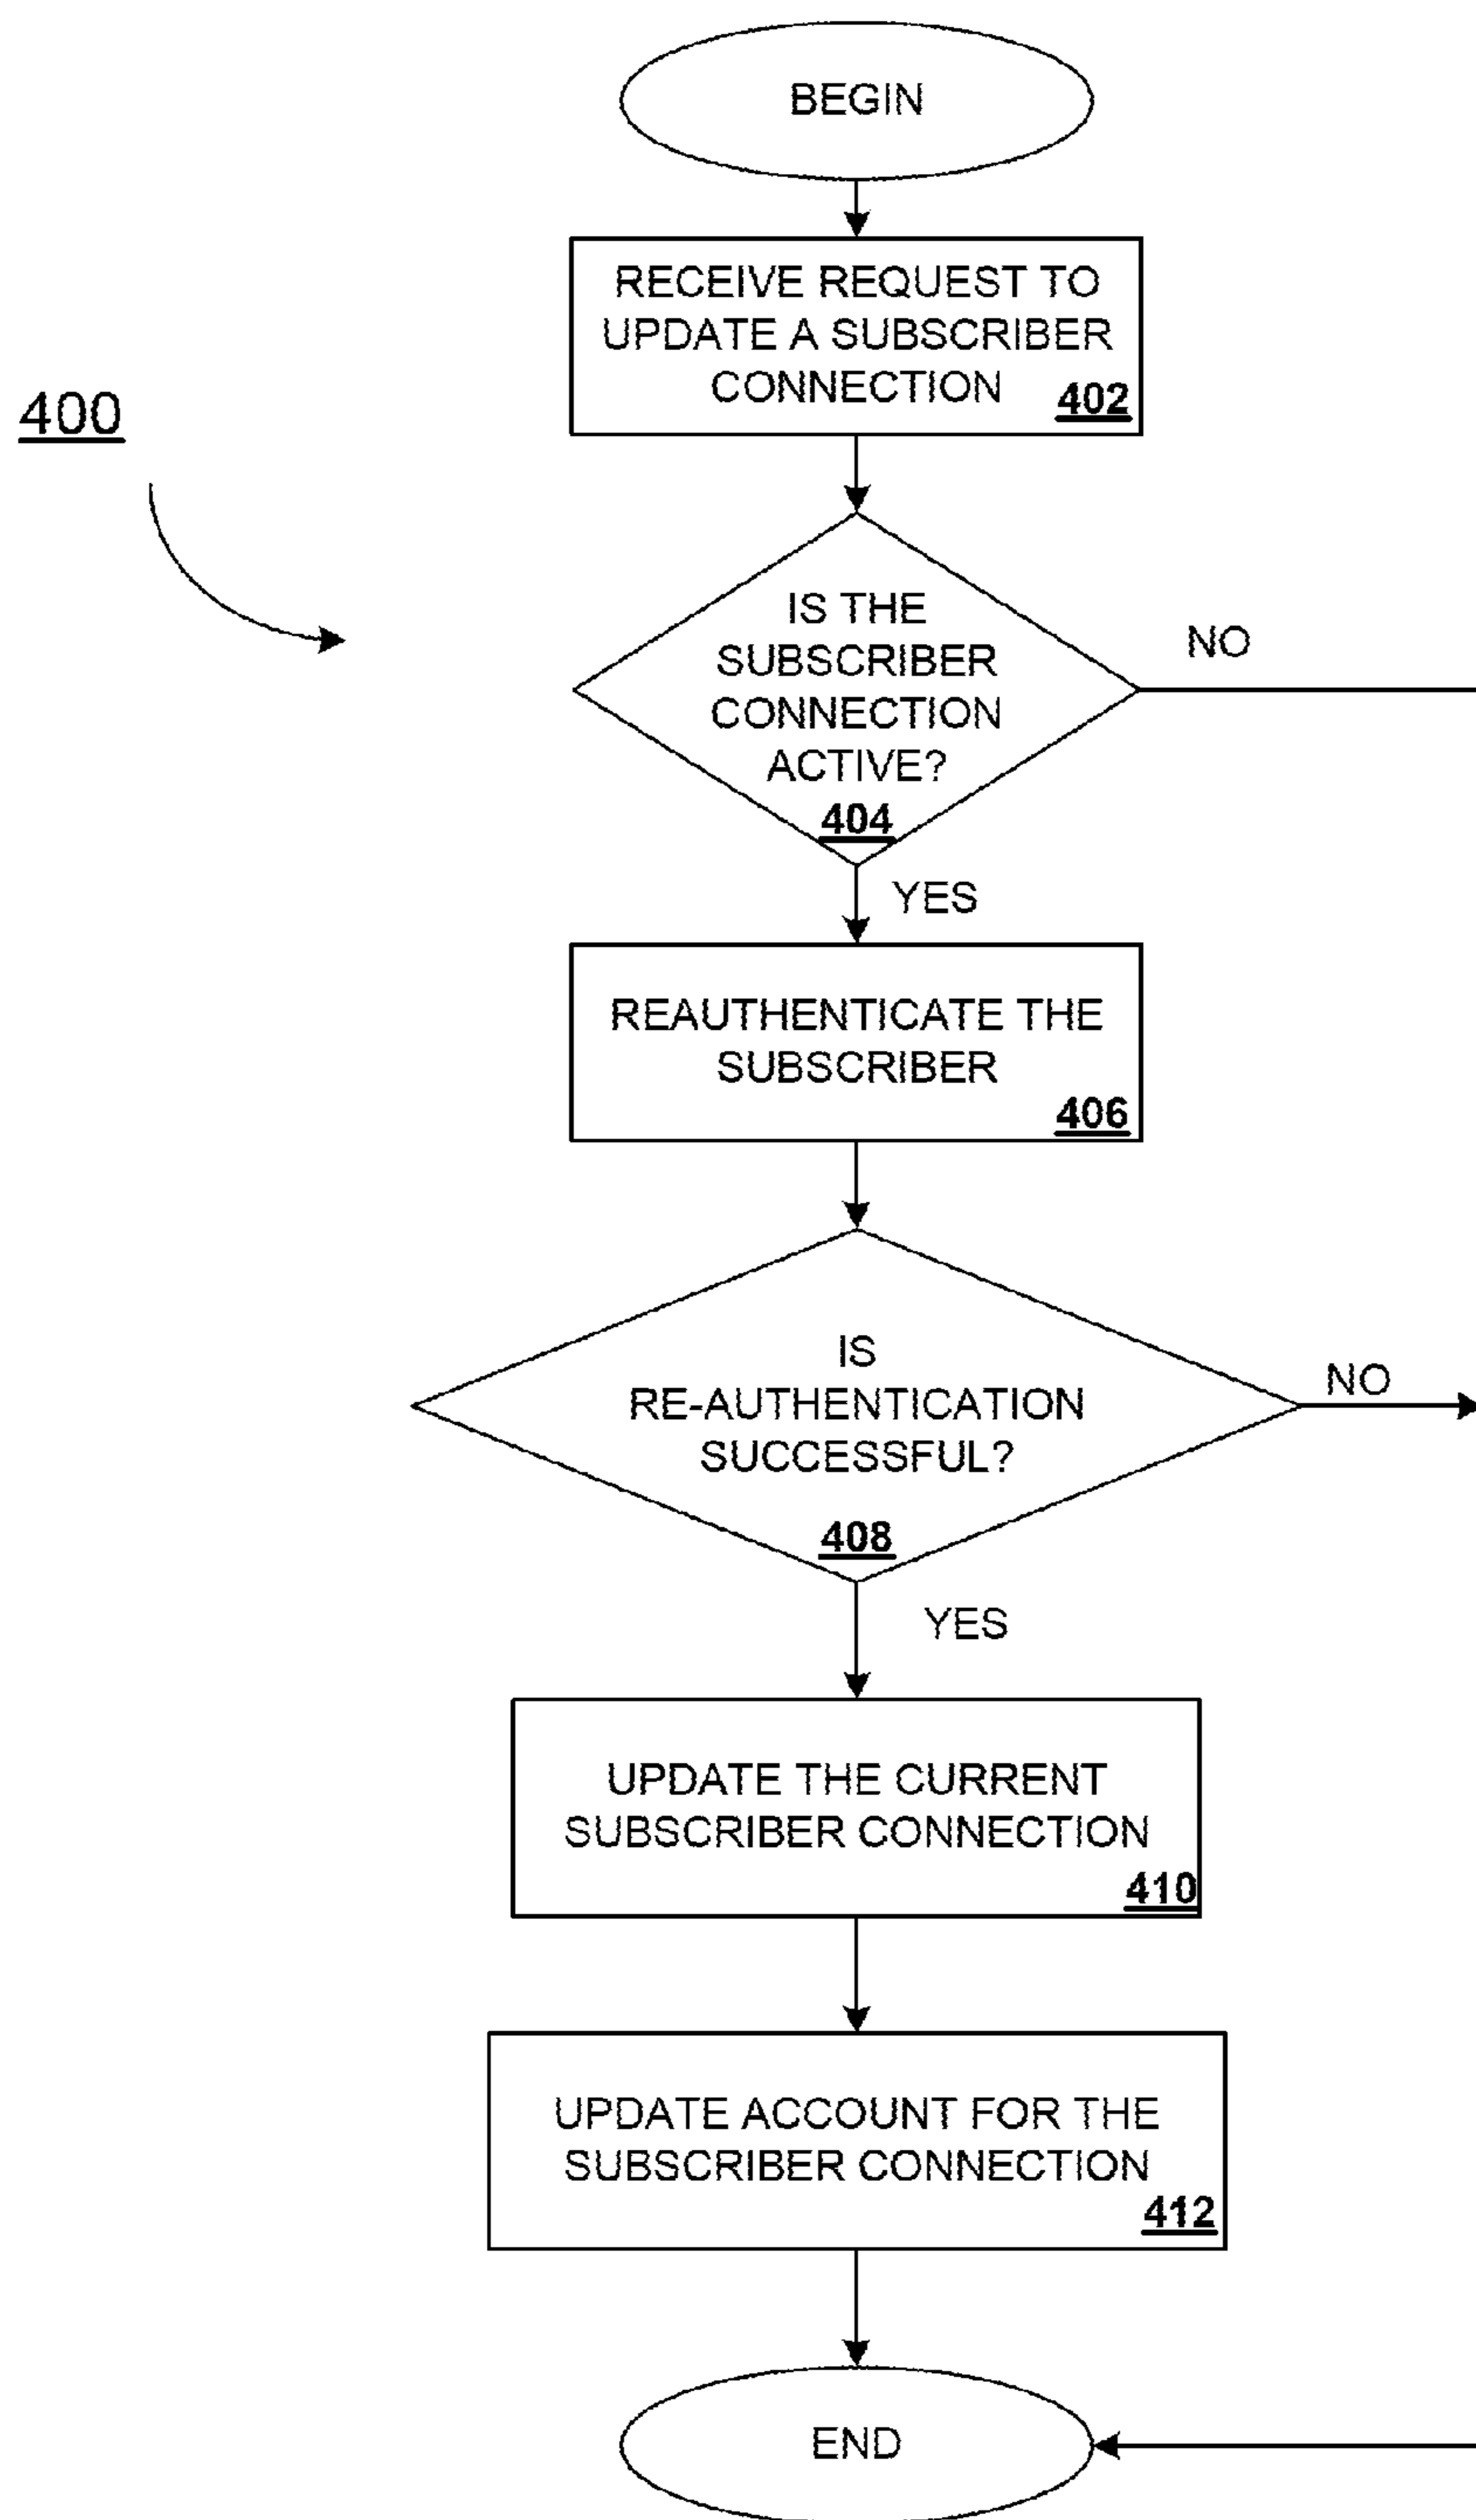 BEGIN
RECEIVE REQUEST TO
UPDATE A SUBSCRIBER
CONNECTION
402
400
IS THE
SUBSCRIBER
CONNECTION
ACTIVE?
404
NO
YES
REAUTHENTICATE THE
SUBSCRIBER
406
IS
RE-AUTHENTICATION
SUCCESSFUL?
408
NO
YES
UPDATE THE CURRENT
SUBSCRIBER CONNECTION
410
UPDATE ACCOUNT FOR THE
SUBSCRIBER CONNECTION
412
END